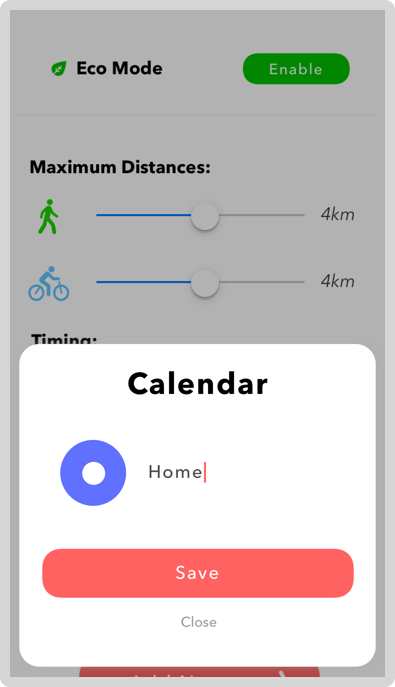 Eco Mode Enable
Maximum Distances:
4km
4km
Timing:
Calendar
Home
Save
Close